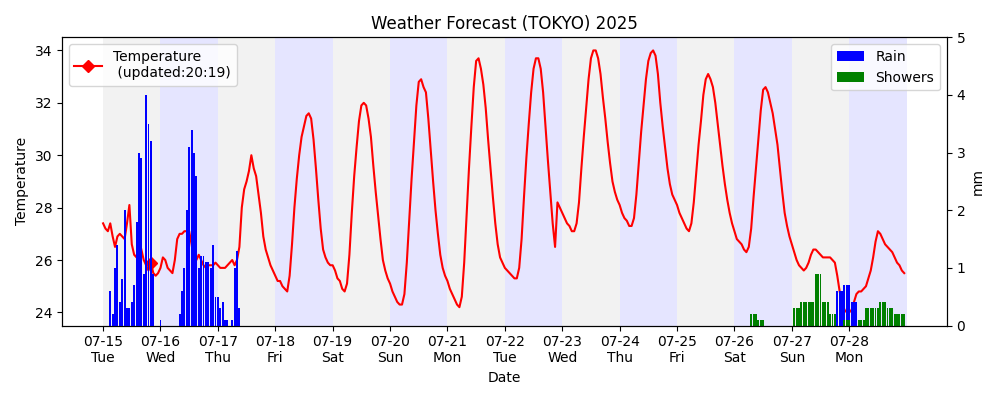 Weather Forecast (TOKYO) 2025
Temperature
(updated:20:19)
Rain
Showers
Temperature
34
32
30
28
26
24
5
4
3
2
1
0
mm
07-15 07-16 07-17 07-18 07-19 07-20 07-21 07-22 07-23 07-24 07-25 07-26 07-27 07-28
Tue Wed Thu Fri Sat Sun Mon Tue Wed Thu Fri Sat Sun Mon
Date